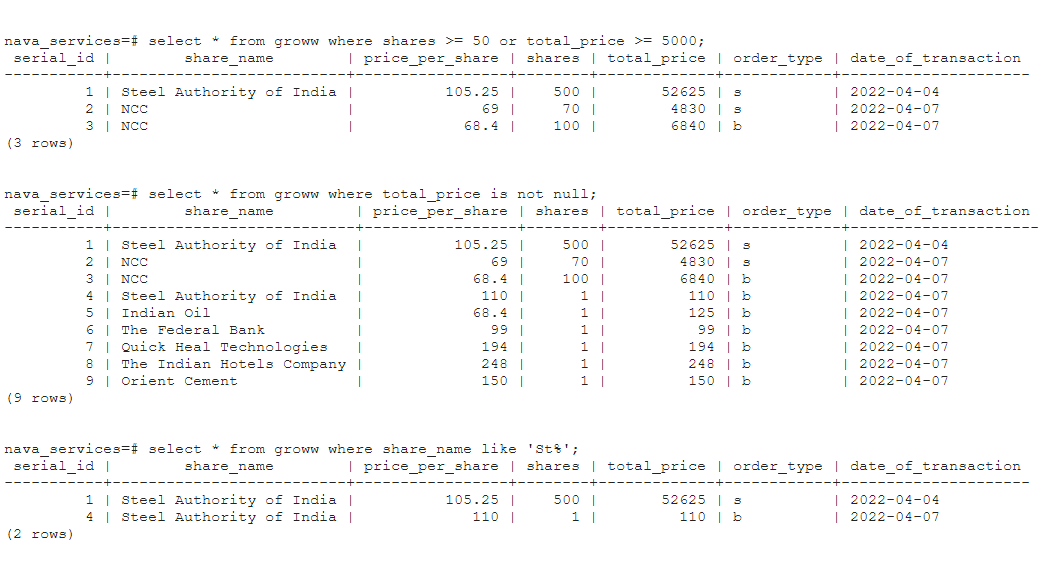 nava_services=# select * from groww where shares >= 50 or total_price >= 5000;
 serial_id |        share_name        | price_per_share | shares | total_price | order_type | date_of_transaction
-----------+--------------------------+-----------------+--------+-------------+------------+---------------------
         1 | Steel Authority of India |          105.25 |    500 |       52625 | s          | 2022-04-04
         2 | NCC                      |              69 |     70 |        4830 | s          | 2022-04-07
         3 | NCC                      |            68.4 |    100 |        6840 | b          | 2022-04-07
(3 rows)
nava_services=# select * from groww where total_price is not null;
 serial_id |        share_name         | price_per_share | shares | total_price | order_type | date_of_transaction
-----------+---------------------------+-----------------+--------+-------------+------------+---------------------
         1 | Steel Authority of India  |          105.25 |    500 |       52625 | s          | 2022-04-04
         2 | NCC                       |              69 |     70 |        4830 | s          | 2022-04-07
         3 | NCC                       |            68.4 |    100 |        6840 | b          | 2022-04-07
         4 | Steel Authority of India  |             110 |      1 |         110 | b          | 2022-04-07
         5 | Indian Oil                |            68.4 |      1 |         125 | b          | 2022-04-07
         6 | The Federal Bank          |              99 |      1 |          99 | b          | 2022-04-07
         7 | Quick Heal Technologies   |             194 |      1 |         194 | b          | 2022-04-07
         8 | The Indian Hotels Company |             248 |      1 |         248 | b          | 2022-04-07
         9 | Orient Cement             |             150 |      1 |         150 | b          | 2022-04-07
(9 rows)
nava_services=# select * from groww where share_name like 'St%';
 serial_id |        share_name        | price_per_share | shares | total_price | order_type | date_of_transaction
-----------+--------------------------+-----------------+--------+-------------+------------+---------------------
         1 | Steel Authority of India |          105.25 |    500 |       52625 | s          | 2022-04-04
         4 | Steel Authority of India |             110 |      1 |         110 | b          | 2022-04-07
(2 rows)